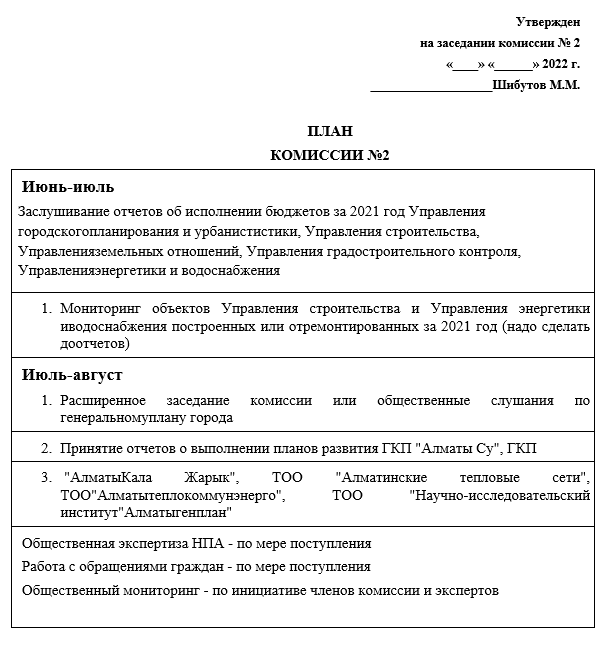 Утвержден
на заседании комиссии № 2
«____» «______» 2022 г.
___________________Шибутов М.М.
ПЛАН
КОМИССИИ №2
Июнь-июль
Заслушивание отчетов об исполнении бюджетов за 2021 год Управления
городскогопланирования и урбанистистики, Управления строительства,
Управленияземельных отношений, Управления градостроительного контроля,
Управленияэнергетики и водоснабжения
1. Мониторинг объектов Управления строительства и Управления энергетики
иводоснабжения построенных или отремонтированных за 2021 год (надо сделать
доотчетов)
Июль-август
1. Расширенное заседание комиссии или общественные слушания по
генеральномуплану города
2. Принятие отчетов о выполнении планов развития ГКП "Алматы Су", ГКП
3. "АлматыКала Жарык", ТОО "Алматинские тепловые сети",
ТОО"Алматытеплокоммунэнерго", ТОО "Научно-исследовательский
институт"Алматыгенплан"
Общественная экспертиза НПА - по мере поступления
Работа с обращениями граждан - по мере поступления
Общественный мониторинг - по инициативе членов комиссии и экспертов